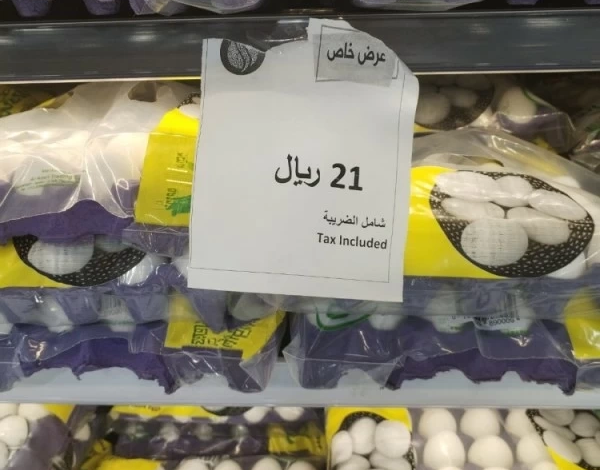 عرض خاص
21 ريال
شامل الضريبة
Tax Included